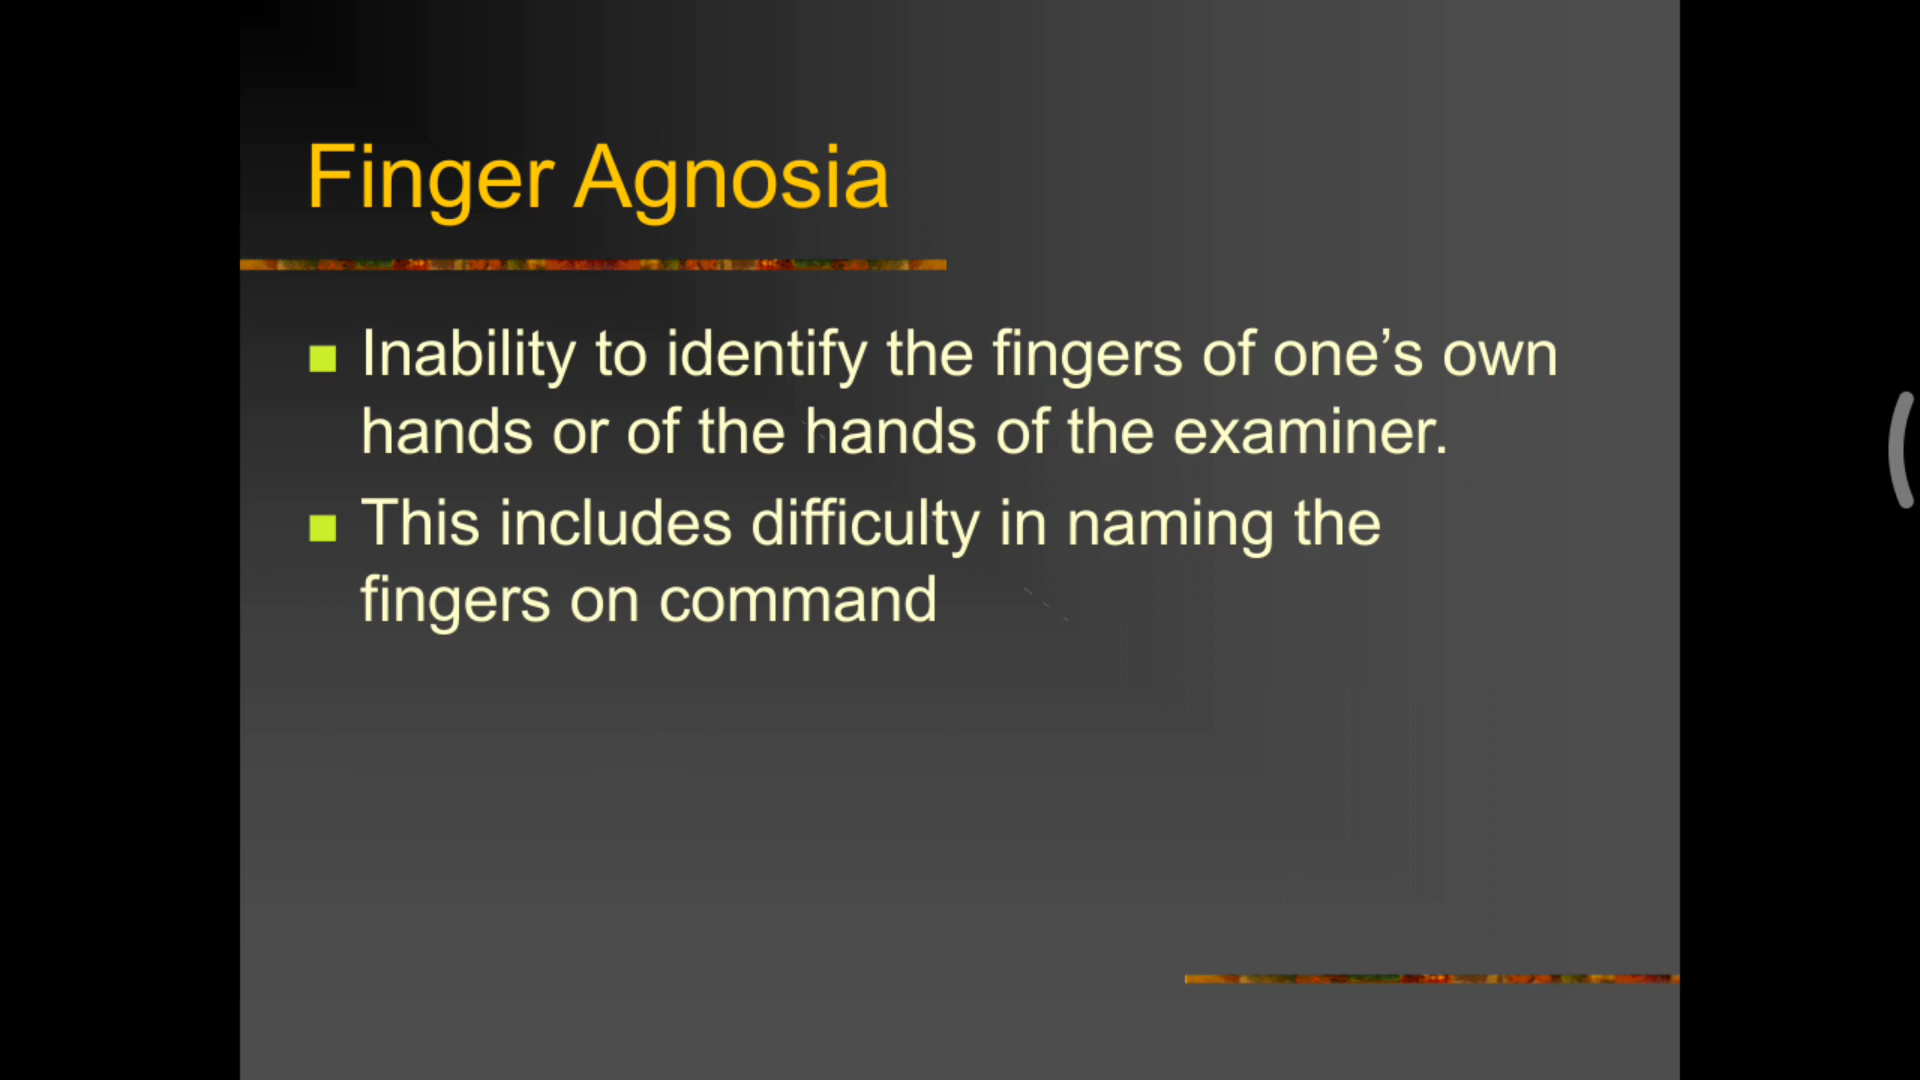 Finger Agnosia
Inability to identify the fingers of one’s own
hands or of the hands of the examiner.
This includes difficulty in naming the
fingers on command